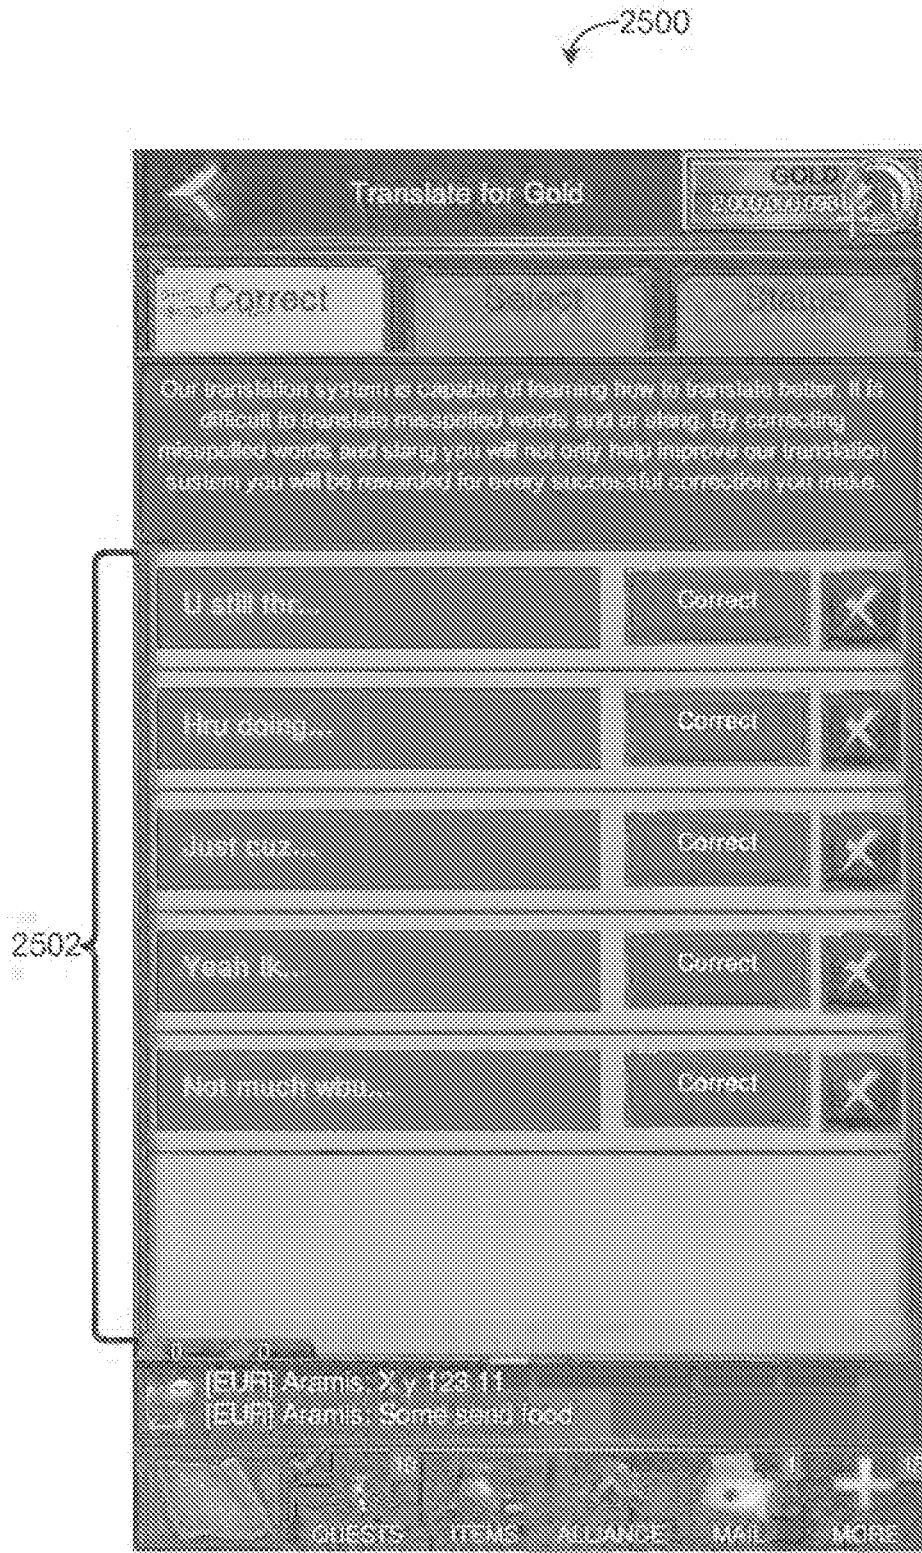 2500
Translate for Gold
GOLD
Correct
Our translation system is capable of learning how to translate better. It is
difficult to translate misspelled words and or slang. By correcting
misspelled words and slang you will not only help improve our translation
system you will be rewarded for every successful correction you make.
U still thr...
Correct
Hru doing...
Correct
Just cuz...
Correct
2502
Yeah tk...
Correct
Not much wbu...
Correct
[EUR] Aramis: X y 123 11
[EUR] Aramis: Some send food
QUESTS ITEMS ALLIANCE MAIL MORE